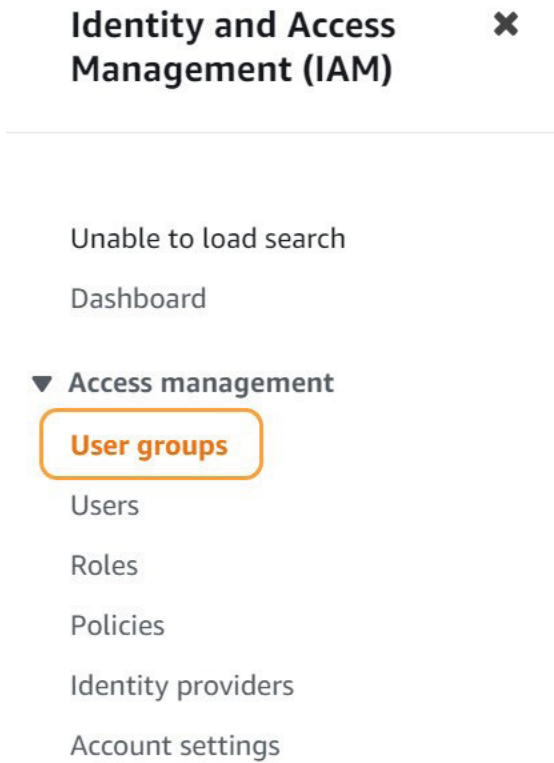 Identity and Access
Management (IAM)
Unable to load search
Dashboard
Access management
User groups
Users
Roles
Policies
Identity providers
Account settings